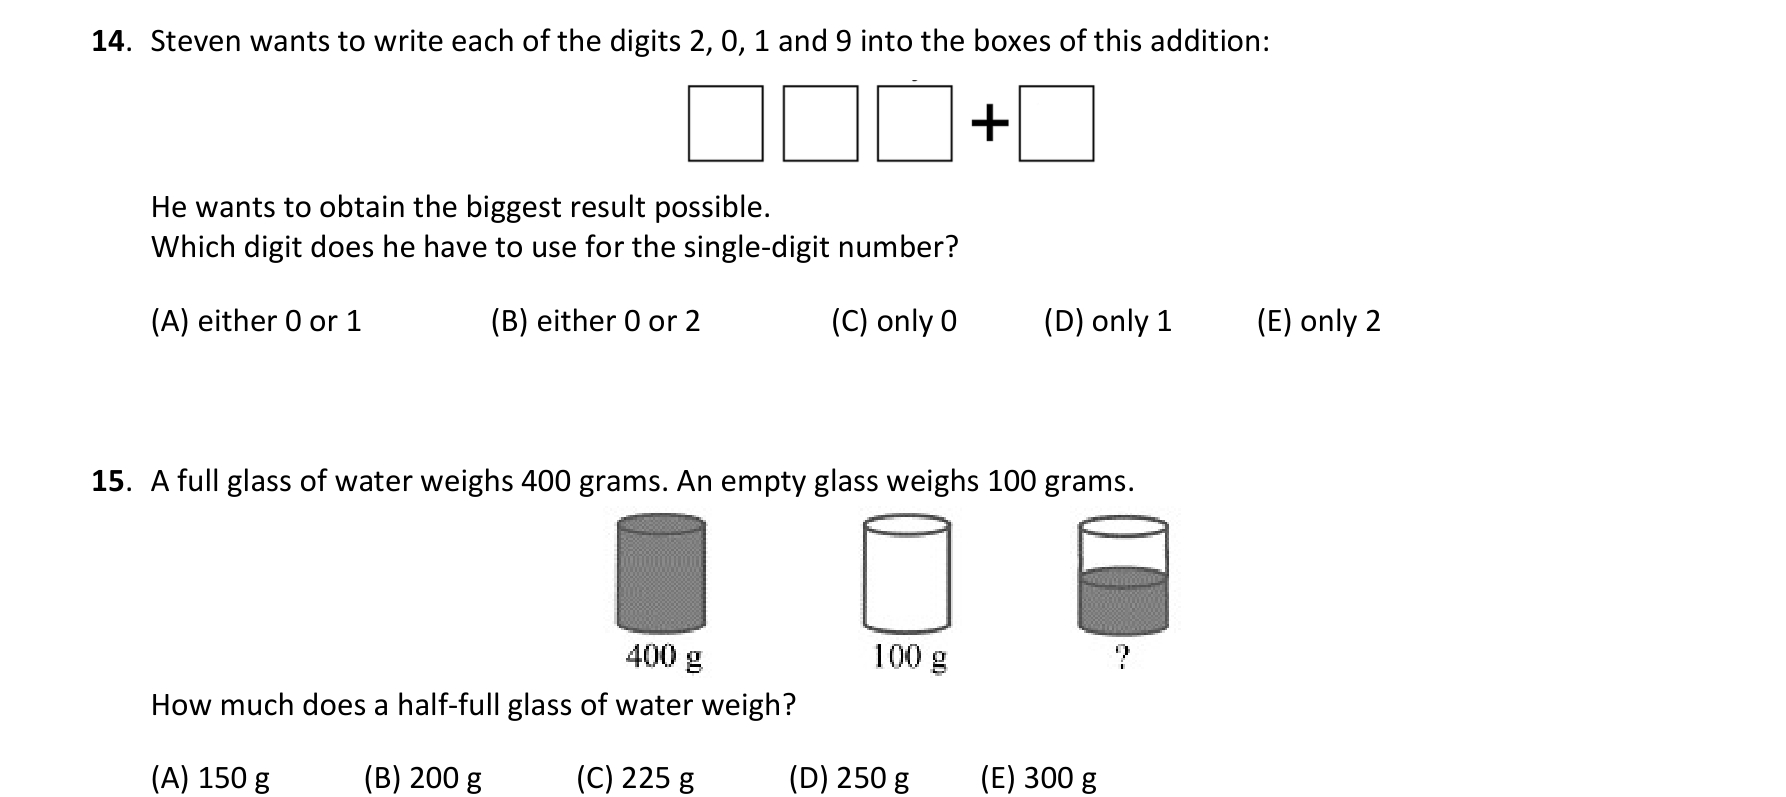 14. Steven wants to write each of the digits 2, 0, 1 and 9 into the boxes of this addition:
+
He wants to obtain the biggest result possible.
Which digit does he have to use for the single-digit number?
(A) either 0 or 1 (B) either 0 or 2 (C) only 0 (D) only 1 (E) only 2
15. A full glass of water weighs 400 grams. An empty glass weighs 100 grams.
400 g 100 g ?
How much does a half-full glass of water weigh?
(A) 150 g (B) 200 g (C) 225 g (D) 250 g (E) 300 g